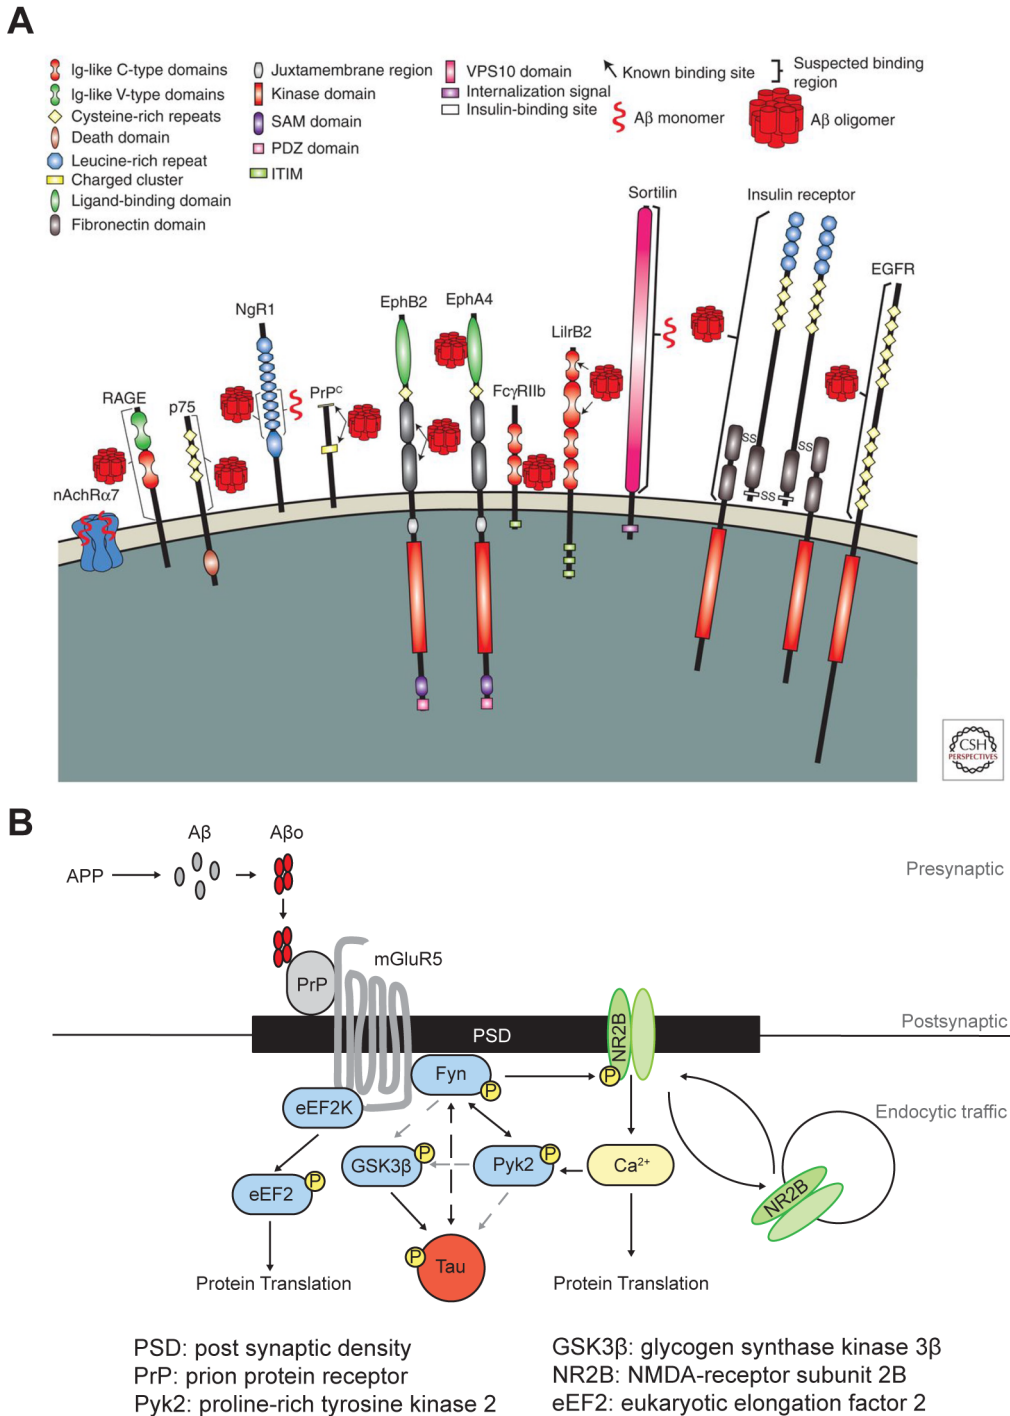 A
Ig-like C-type domains
Ig-like V-type domains
Cysteine-rich repeats
Death domain
Leucine-rich repeat
Charged cluster
Ligand-binding domain
Fibronectin domain
Juxtamembrane region
Kinase domain
SAM domain
PDZ domain
ITIM
VPS10 domain
Internalization signal
Insulin-binding site
Known binding site
Suspected binding
region
Aβ monomer
Aβ oligomer
Sortilin
Insulin receptor
EGFR
NgR1
EphB2
EphA4
LilrB2
PrPᶜ
FcγRIIb
RAGE
p75
nAchRα7
SS
SS
SS
CSH
PERSPECTIVES
B
Aβ
Aβo
APP
Presynaptic
mGluR5
PrP
PSD
NR2B
Postsynaptic
Fyn
P
P
eEF2K
Endocytic traffic
GSK3β
P
Pyk2
P
Ca²⁺
eEF2
P
NR2B
P
Tau
Protein Translation
Protein Translation
PSD: post synaptic density
PrP: prion protein receptor
Pyk2: proline-rich tyrosine kinase 2
GSK3β: glycogen synthase kinase 3β
NR2B: NMDA-receptor subunit 2B
eEF2: eukaryotic elongation factor 2